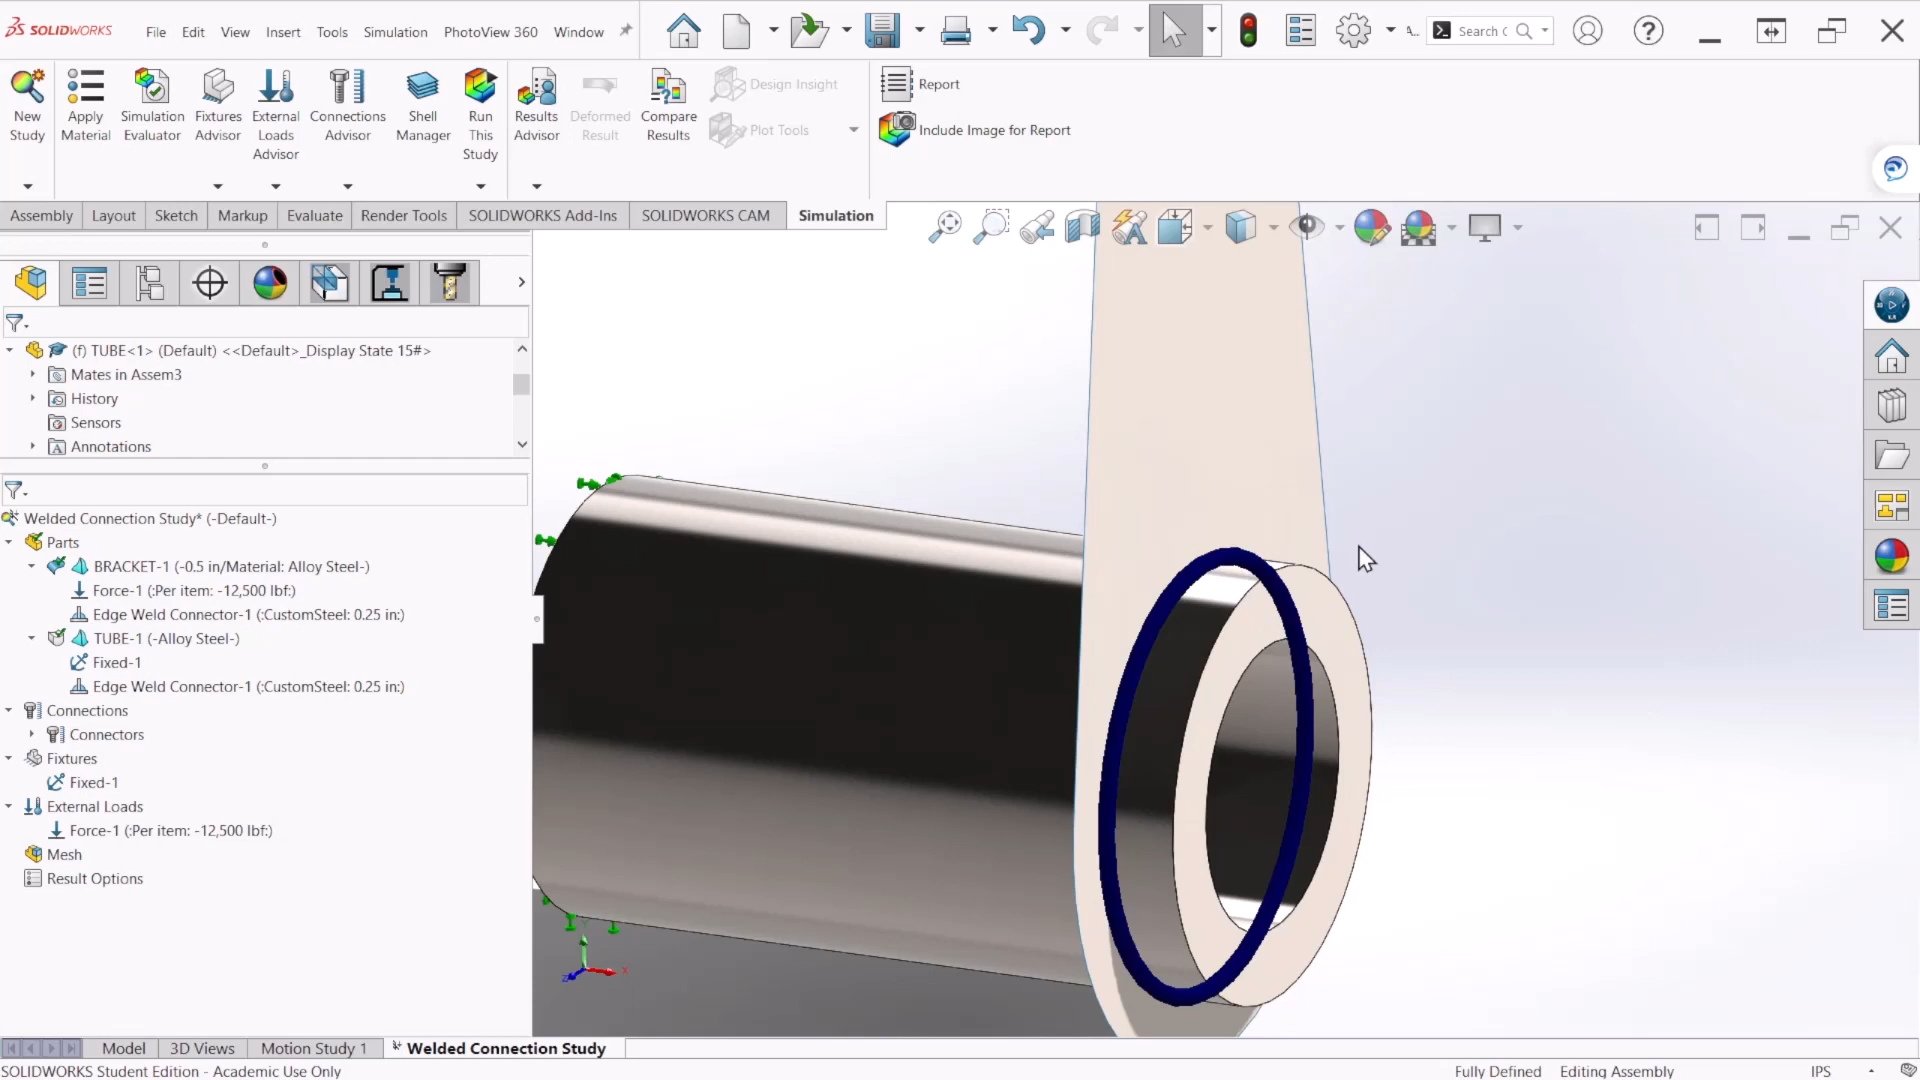 SOLIDWORKS
File Edit View Insert Tools Simulation PhotoView 360 Window
A...
Search
New Study
Apply Material
Simulation Evaluator
Fixtures Advisor
External Loads Advisor
Connections Advisor
Shell Manager
Run This Study
Results Advisor
Deformed Result
Compare Results
Design Insight
Plot Tools
Report
Include Image for Report
Assembly Layout Sketch Markup Evaluate Render Tools SOLIDWORKS Add-Ins SOLIDWORKS CAM Simulation
(f) TUBE<1> (Default) <<Default>_Display State 15#>
Mates in Assem3
History
Sensors
Annotations
Welded Connection Study* (-Default-)
Parts
BRACKET-1 (-0.5 in/Material: Alloy Steel-)
Force-1 (:Per item: -12,500 lbf:)
Edge Weld Connector-1 (:CustomSteel: 0.25 in:)
TUBE-1 (-Alloy Steel-)
Fixed-1
Edge Weld Connector-1 (:CustomSteel: 0.25 in:)
Connections
Connectors
Fixtures
Fixed-1
External Loads
Force-1 (:Per item: -12,500 lbf:)
Mesh
Result Options
X
Z
Model 3D Views Motion Study 1 Welded Connection Study
SOLIDWORKS Student Edition - Academic Use Only
Fully Defined Editing Assembly IPS